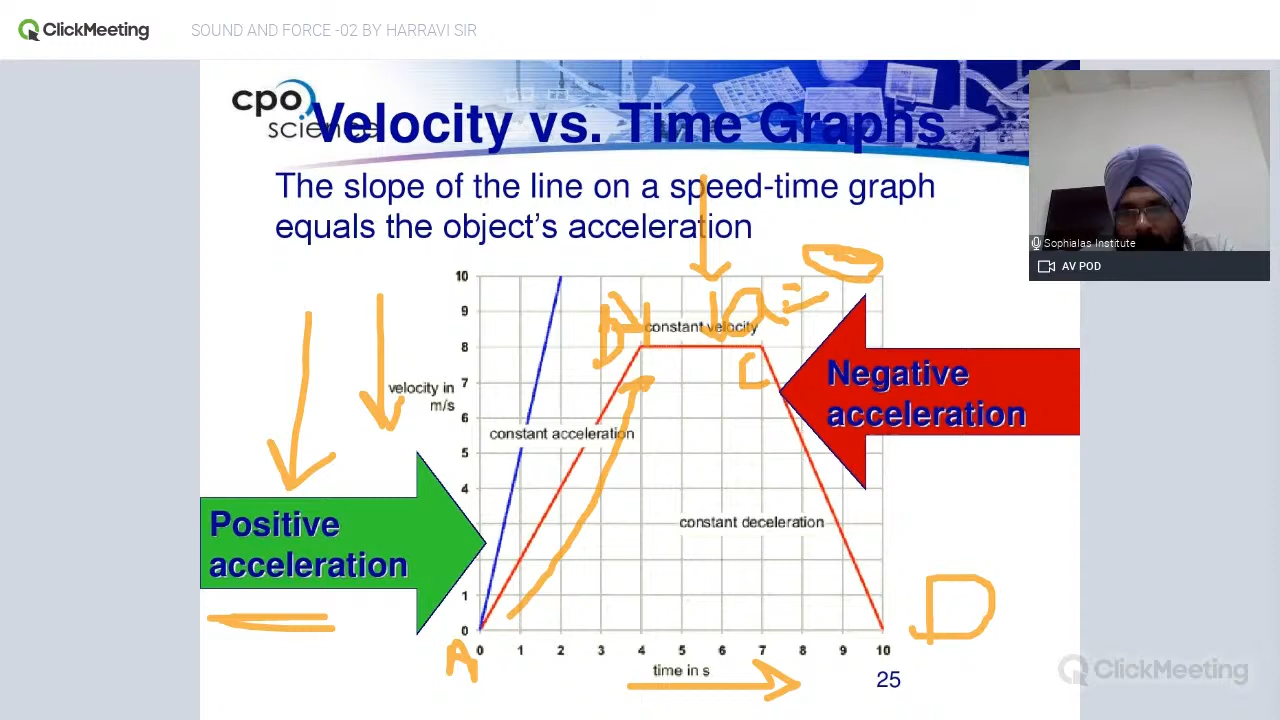 ClickMeeting
SOUND AND FORCE -02 BY HARRAVI SIR
cpo
science
Velocity vs. Time Graphs
The slope of the line on a speed-time graph
equals the object's acceleration
Sophialas Institute
AV POD
10
9
8
7
6
5
4
1
0
velocity in
m/s
constant velocity
a =
B
C
constant acceleration
constant deceleration
Negative
acceleration
Positive
acceleration
A
D
0 1 2 3 4 5 6 7 8 9 10
time in s
25
ClickMeeting